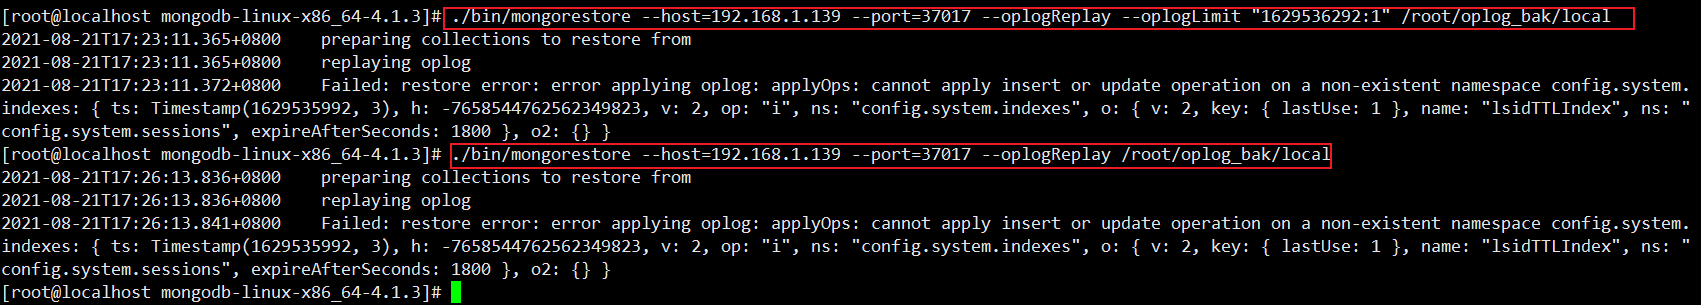 [root@localhost mongodb-linux-x86_64-4.1.3]# ./bin/mongorestore --host=192.168.1.139 --port=37017 --oplogReplay --oplogLimit "1629536292:1" /root/oplog_bak/local
2021-08-21T17:23:11.365+0800    preparing collections to restore from
2021-08-21T17:23:11.365+0800    replaying oplog
2021-08-21T17:23:11.372+0800    Failed: restore error: error applying oplog: applyOps: cannot apply insert or update operation on a non-existent namespace config.system.
indexes: { ts: Timestamp(1629535992, 3), h: -7658544762562349823, v: 2, op: "i", ns: "config.system.indexes", o: { v: 2, key: { lastUse: 1 }, name: "lsidTTLIndex", ns: "
config.system.sessions", expireAfterSeconds: 1800 }, o2: {} }
[root@localhost mongodb-linux-x86_64-4.1.3]# ./bin/mongorestore --host=192.168.1.139 --port=37017 --oplogReplay /root/oplog_bak/local
2021-08-21T17:26:13.836+0800    preparing collections to restore from
2021-08-21T17:26:13.836+0800    replaying oplog
2021-08-21T17:26:13.841+0800    Failed: restore error: error applying oplog: applyOps: cannot apply insert or update operation on a non-existent namespace config.system.
indexes: { ts: Timestamp(1629535992, 3), h: -7658544762562349823, v: 2, op: "i", ns: "config.system.indexes", o: { v: 2, key: { lastUse: 1 }, name: "lsidTTLIndex", ns: "
config.system.sessions", expireAfterSeconds: 1800 }, o2: {} }
[root@localhost mongodb-linux-x86_64-4.1.3]#